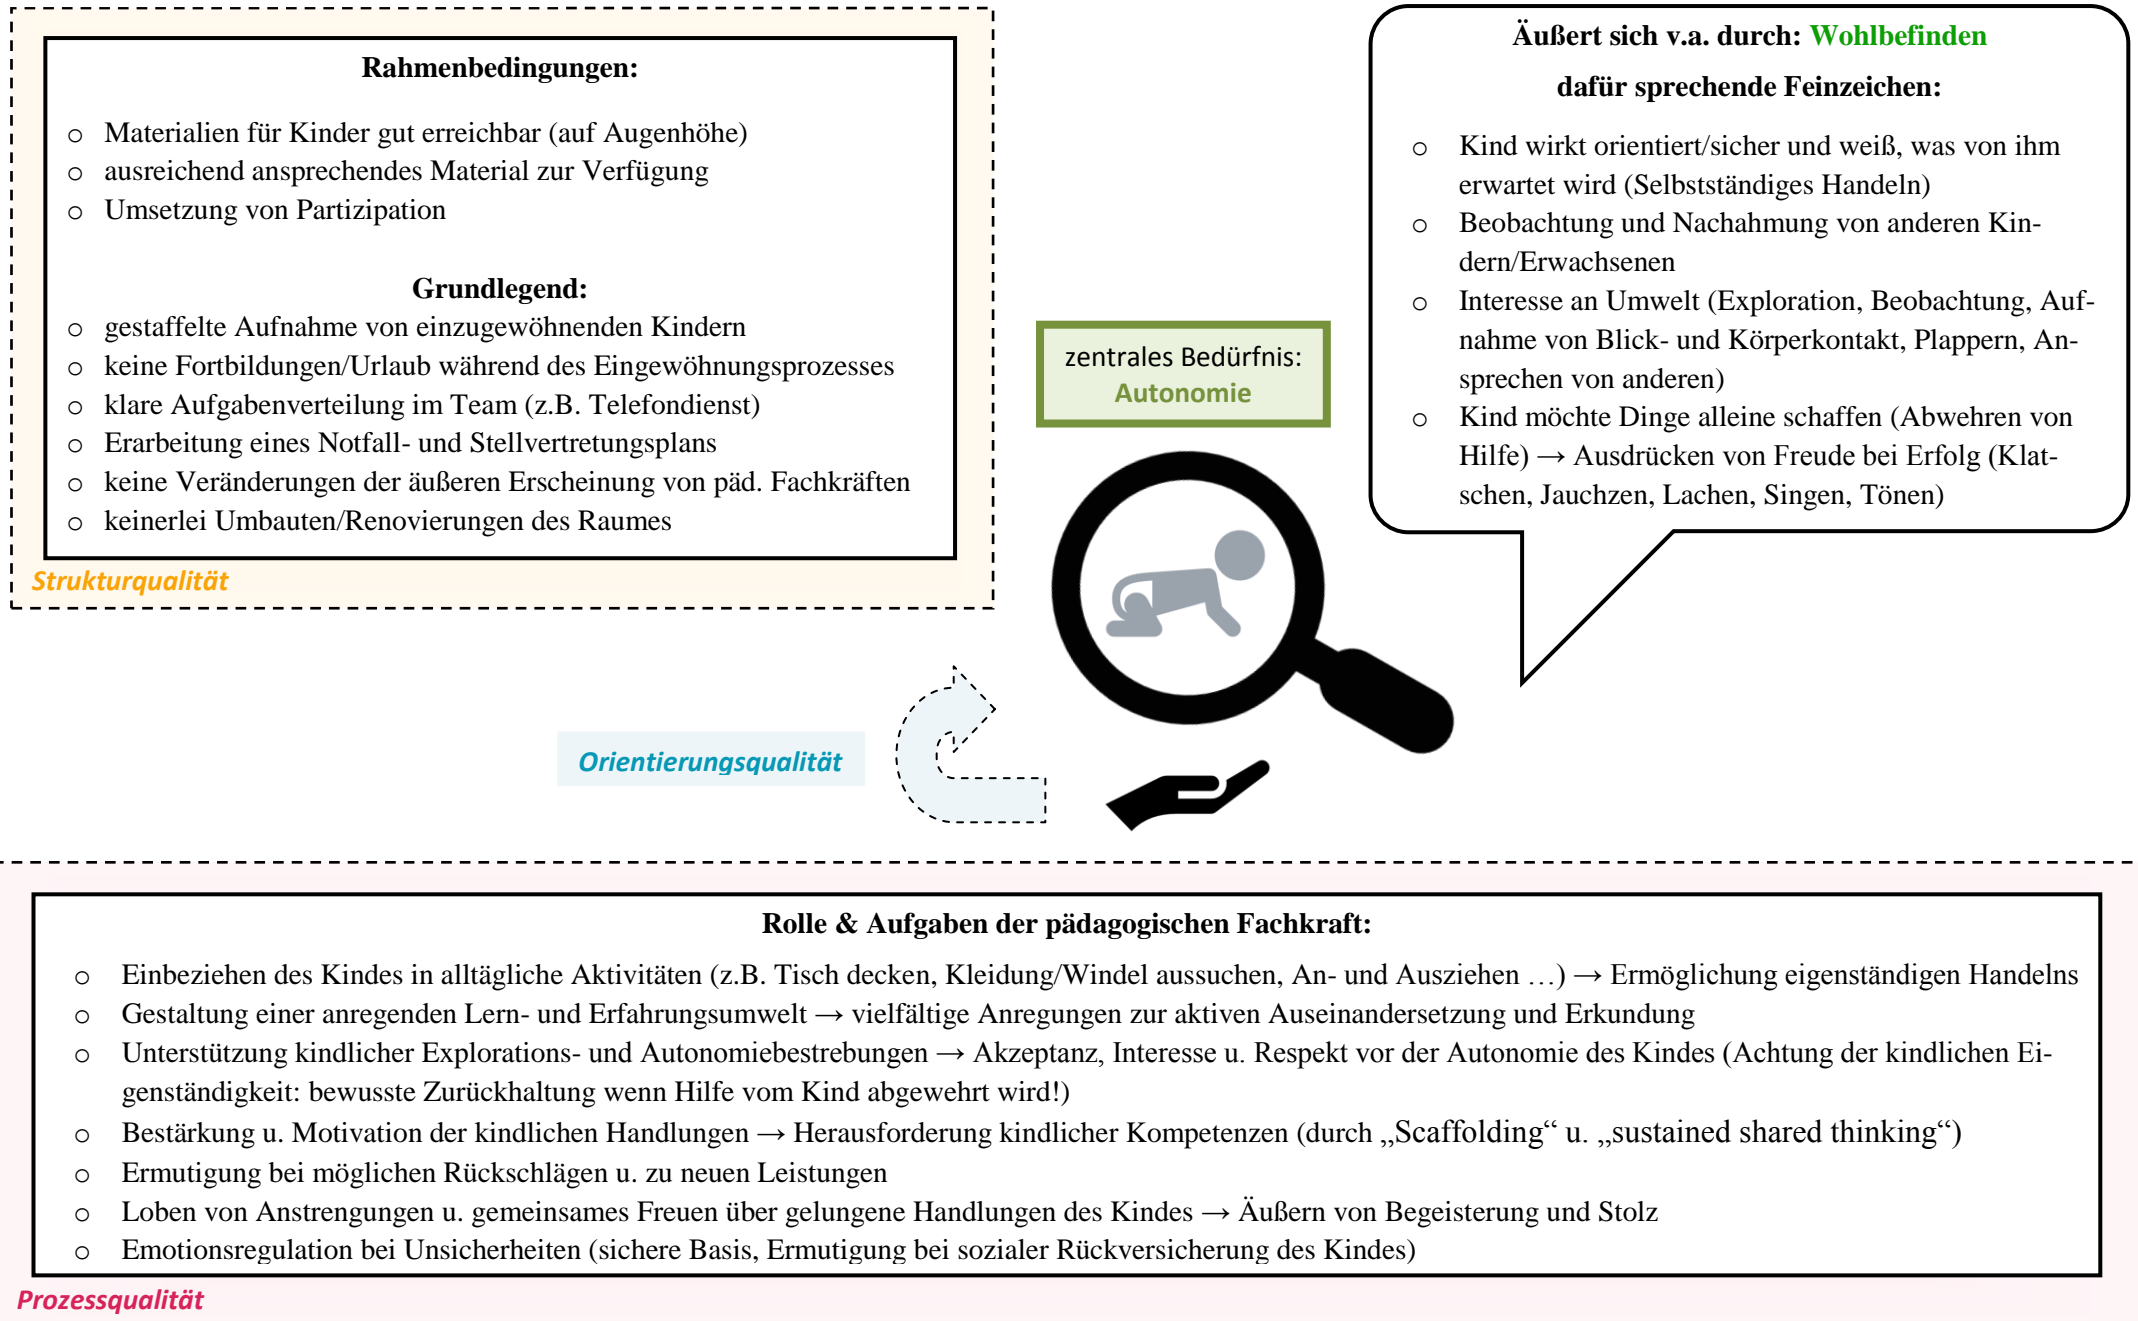 Rahmenbedingungen:
o Materialien für Kinder gut erreichbar (auf Augenhöhe)
o ausreichend ansprechendes Material zur Verfügung
o Umsetzung von Partizipation
Grundlegend:
o gestaffelte Aufnahme von einzugewöhnenden Kindern
o keine Fortbildungen/Urlaub während des Eingewöhnungsprozesses
o klare Aufgabenverteilung im Team (z.B. Telefondienst)
o Erarbeitung eines Notfall- und Stellvertretungsplans
o keine Veränderungen der äußeren Erscheinung von päd. Fachkräften
o keinerlei Umbauten/Renovierungen des Raumes
Strukturqualität
Äußert sich v.a. durch: Wohlbefinden
dafür sprechende Feinzeichen:
o Kind wirkt orientiert/sicher und weiß, was von ihm
erwartet wird (Selbstständiges Handeln)
o Beobachtung und Nachahmung von anderen Kin-
dern/Erwachsenen
o Interesse an Umwelt (Exploration, Beobachtung, Auf-
nahme von Blick- und Körperkontakt, Plappern, An-
sprechen von anderen)
o Kind möchte Dinge alleine schaffen (Abwehren von
Hilfe) → Ausdrücken von Freude bei Erfolg (Klat-
schen, Jauchzen, Lachen, Singen, Tönen)
zentrales Bedürfnis:
Autonomie
Orientierungsqualität
Rolle & Aufgaben der pädagogischen Fachkraft:
o Einbeziehen des Kindes in alltägliche Aktivitäten (z.B. Tisch decken, Kleidung/Windel aussuchen, An- und Ausziehen …) → Ermöglichung eigenständigen Handelns
o Gestaltung einer anregenden Lern- und Erfahrungsumwelt → vielfältige Anregungen zur aktiven Auseinandersetzung und Erkundung
o Unterstützung kindlicher Explorations- und Autonomiebestrebungen → Akzeptanz, Interesse u. Respekt vor der Autonomie des Kindes (Achtung der kindlichen Ei-
genständigkeit: bewusste Zurückhaltung wenn Hilfe vom Kind abgewehrt wird!)
o Bestärkung u. Motivation der kindlichen Handlungen → Herausforderung kindlicher Kompetenzen (durch „Scaffolding“ u. „sustained shared thinking“)
o Ermutigung bei möglichen Rückschlägen u. zu neuen Leistungen
o Loben von Anstrengungen u. gemeinsames Freuen über gelungene Handlungen des Kindes → Äußern von Begeisterung und Stolz
o Emotionsregulation bei Unsicherheiten (sichere Basis, Ermutigung bei sozialer Rückversicherung des Kindes)
Prozessqualität